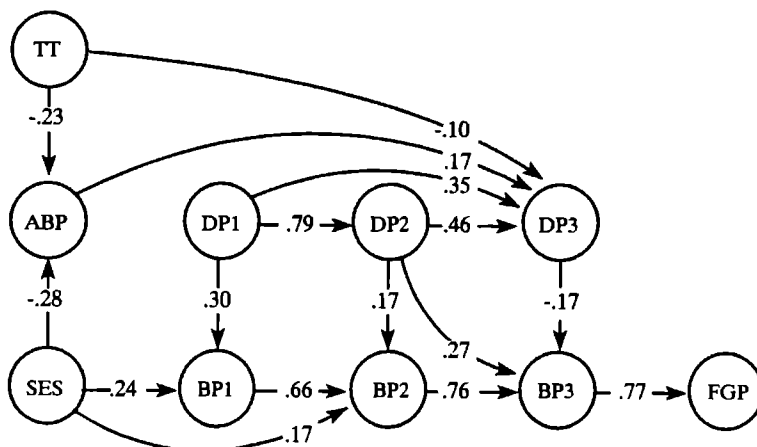 TT
-.23
-.10
.17
.35
ABP
DP1
.79
DP2
.46
DP3
-.28
.30
.17
-.17
.27
SES
.24
BP1
.66
BP2
.76
BP3
.77
FGP
.17